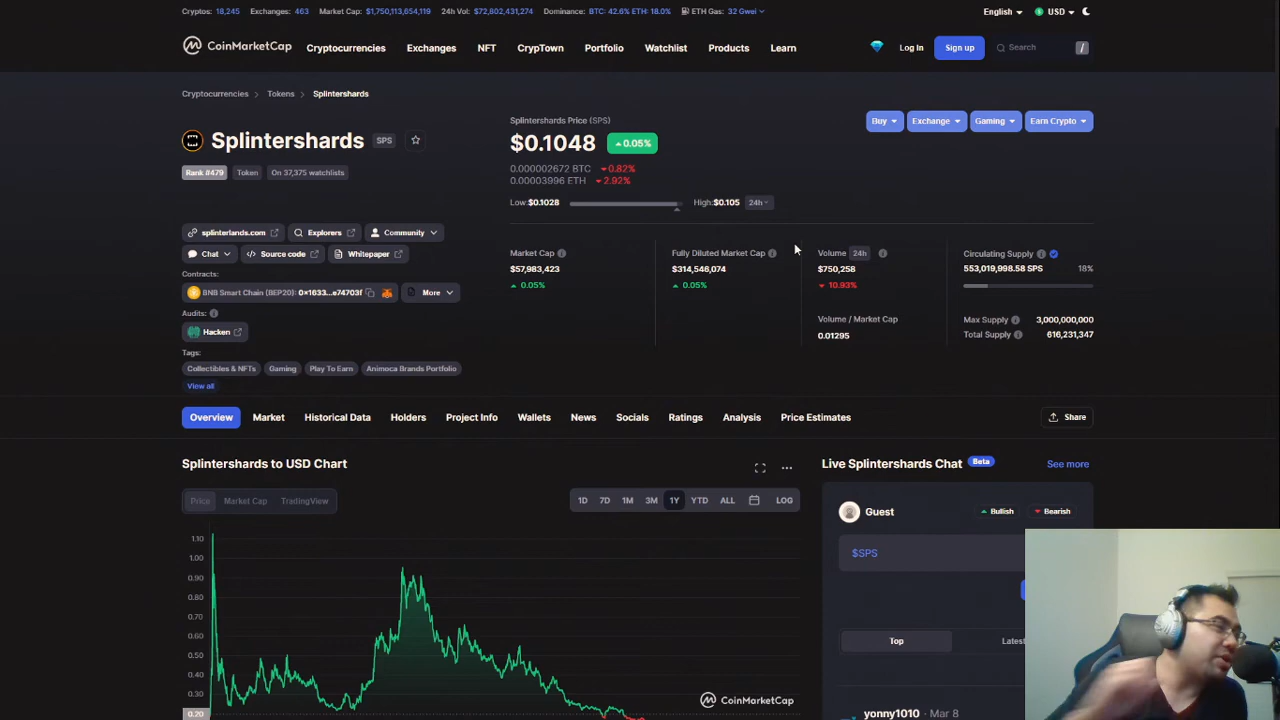 Cryptos: 18,245 Exchanges: 463 Market Cap: $1,750,113,654,119 24h Vol: $72,802,431,274 Dominance: BTC: 42.6% ETH: 18.0% ETH Gas: 32 Gwei
English USD
CoinMarketCap Cryptocurrencies Exchanges NFT CrypTown Portfolio Watchlist Products Learn Log In Sign up Search /
Cryptocurrencies > Tokens > Splintershards
Splintershards SPS
Rank #479 Token On 37,375 watchlists
splinterlands.com Explorers Community
Chat Source code Whitepaper
Contracts:
BNB Smart Chain (BEP20): 0x1633...e74703f More
Audits:
Hacken
Tags:
Collectibles & NFTs Gaming Play To Earn Animoca Brands Portfolio
View all
Splintershards Price (SPS)
$0.1048 0.05%
0.000002672 BTC 0.82%
0.00003996 ETH 2.92%
Low:$0.1028 High:$0.105 24h
Buy Exchange Gaming Earn Crypto
Market Cap
$57,983,423
0.05%
Fully Diluted Market Cap
$314,546,074
0.05%
Volume 24h
$750,258
10.93%
Volume / Market Cap
0.01295
Circulating Supply
553,019,998.58 SPS 18%
Max Supply 3,000,000,000
Total Supply 616,231,347
Overview Market Historical Data Holders Project Info Wallets News Socials Ratings Analysis Price Estimates Share
Splintershards to USD Chart
Price Market Cap TradingView
1D 7D 1M 3M 1Y YTD ALL LOG
1.10
1.00
0.90
0.80
0.70
0.60
0.50
0.40
0.30
0.20
CoinMarketCap
Live Splintershards Chat Beta See more
Guest Bullish Bearish
$SPS
Top Latest
yonny1010 · Mar 8